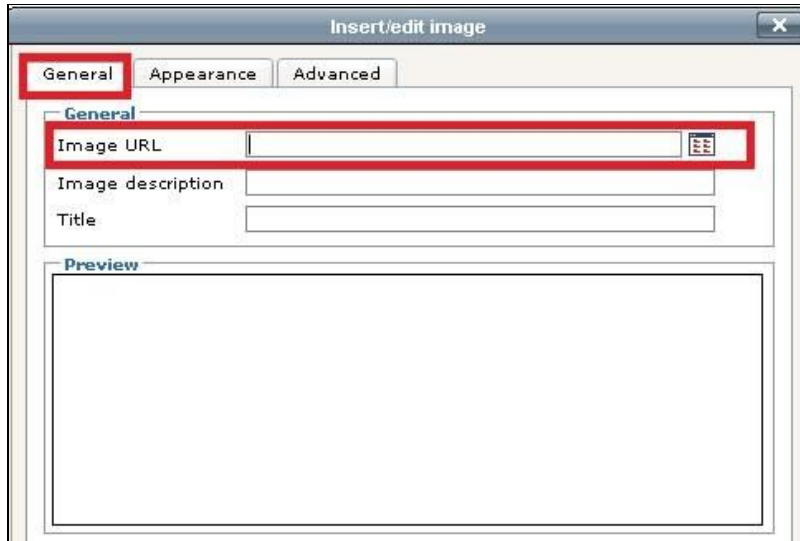 Insert/edit image
General Appearance Advanced
General
Image URL
Image description
Title
Preview